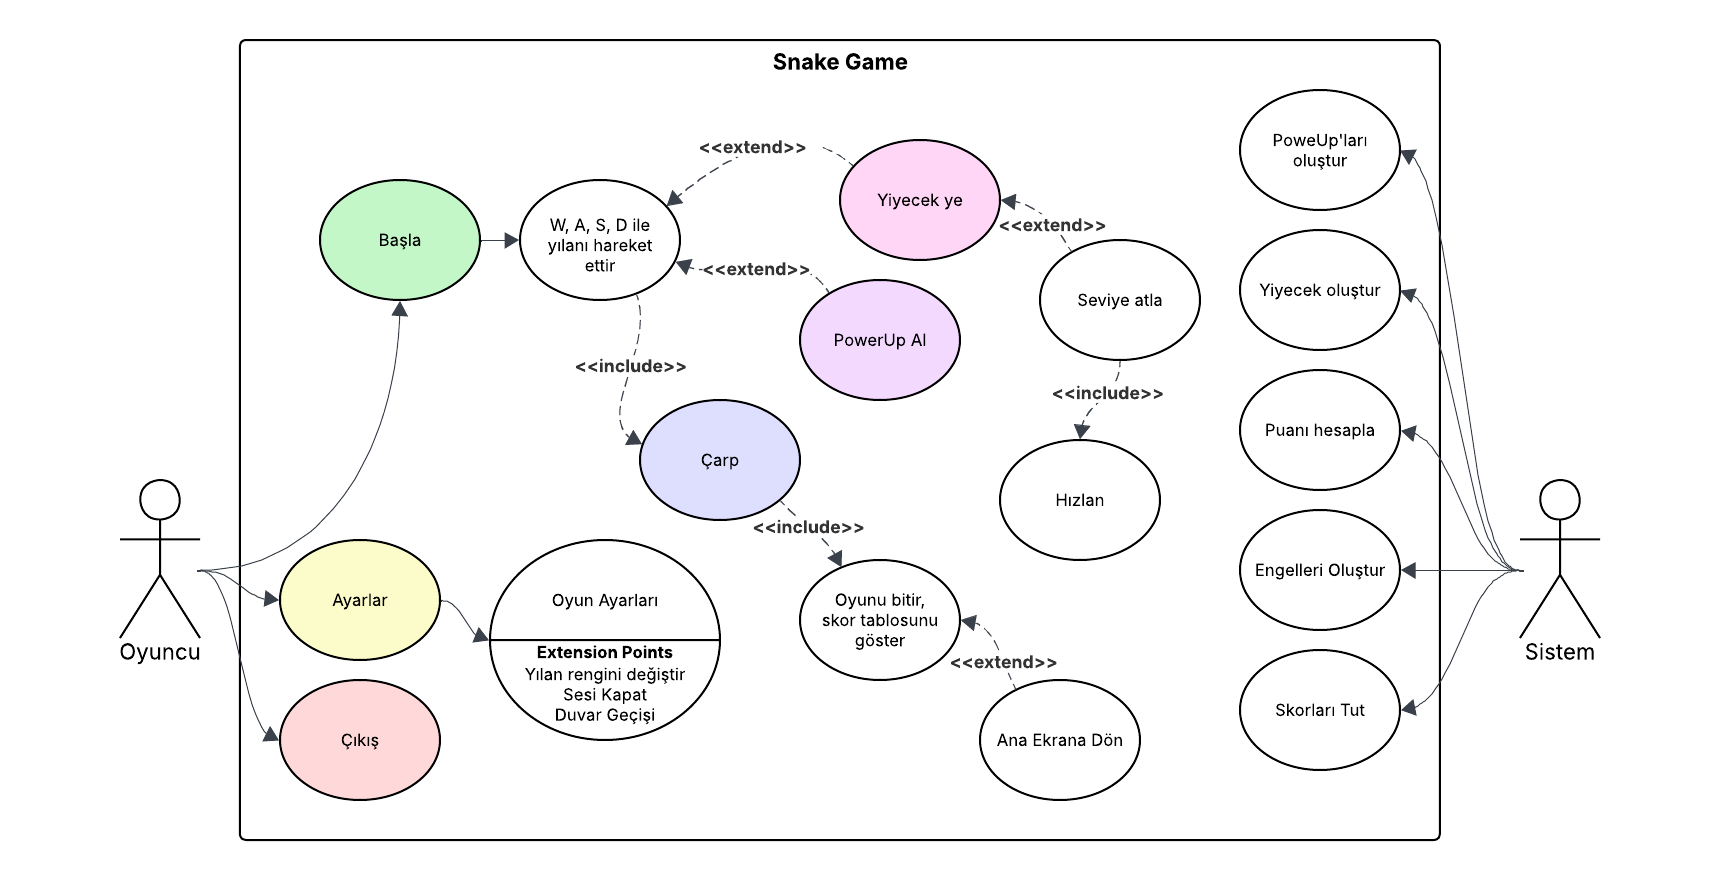 Snake Game
Başla
W, A, S, D ile
yılanı hareket
ettir
<<extend>>
Yiyecek ye
<<extend>>
PowerUp Al
<<extend>>
Seviye atla
<<include>>
Çarp
<<include>>
Hızlan
<<include>>
Oyunu bitir,
skor tablosunu
göster
<<extend>>
Ana Ekrana Dön
Oyuncu
Ayarlar
Oyun Ayarları
Extension Points
Yılan rengini değiştir
Sesi Kapat
Duvar Geçişi
Çıkış
PoweUp'ları
oluştur
Yiyecek oluştur
Puanı hesapla
Engelleri Oluştur
Skorları Tut
Sistem